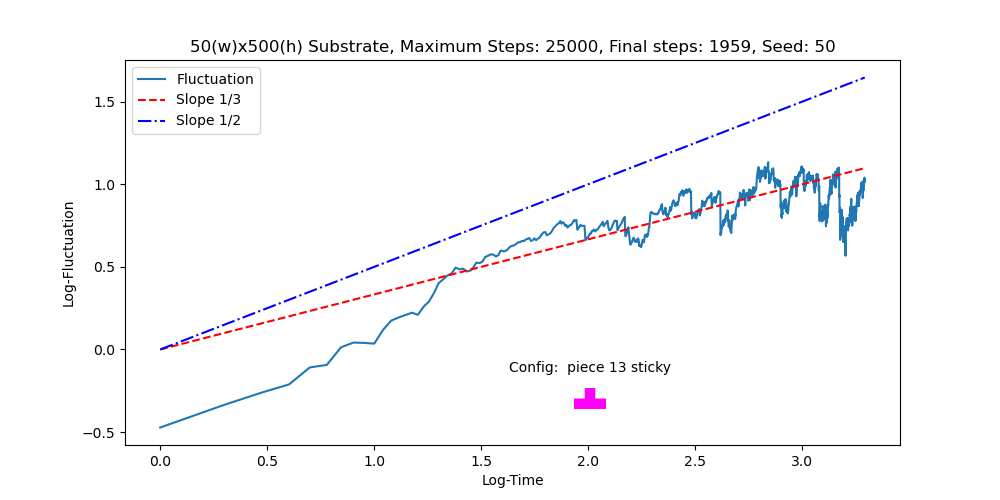 50(w)x500(h) Substrate, Maximum Steps: 25000, Final steps: 1959, Seed: 50
Fluctuation
Slope 1/3
Slope 1/2
Log-Fluctuation
1.5
1.0
0.5
0.0
−0.5
Config:  piece 13 sticky
0.0 0.5 1.0 1.5 2.0 2.5 3.0
Log-Time